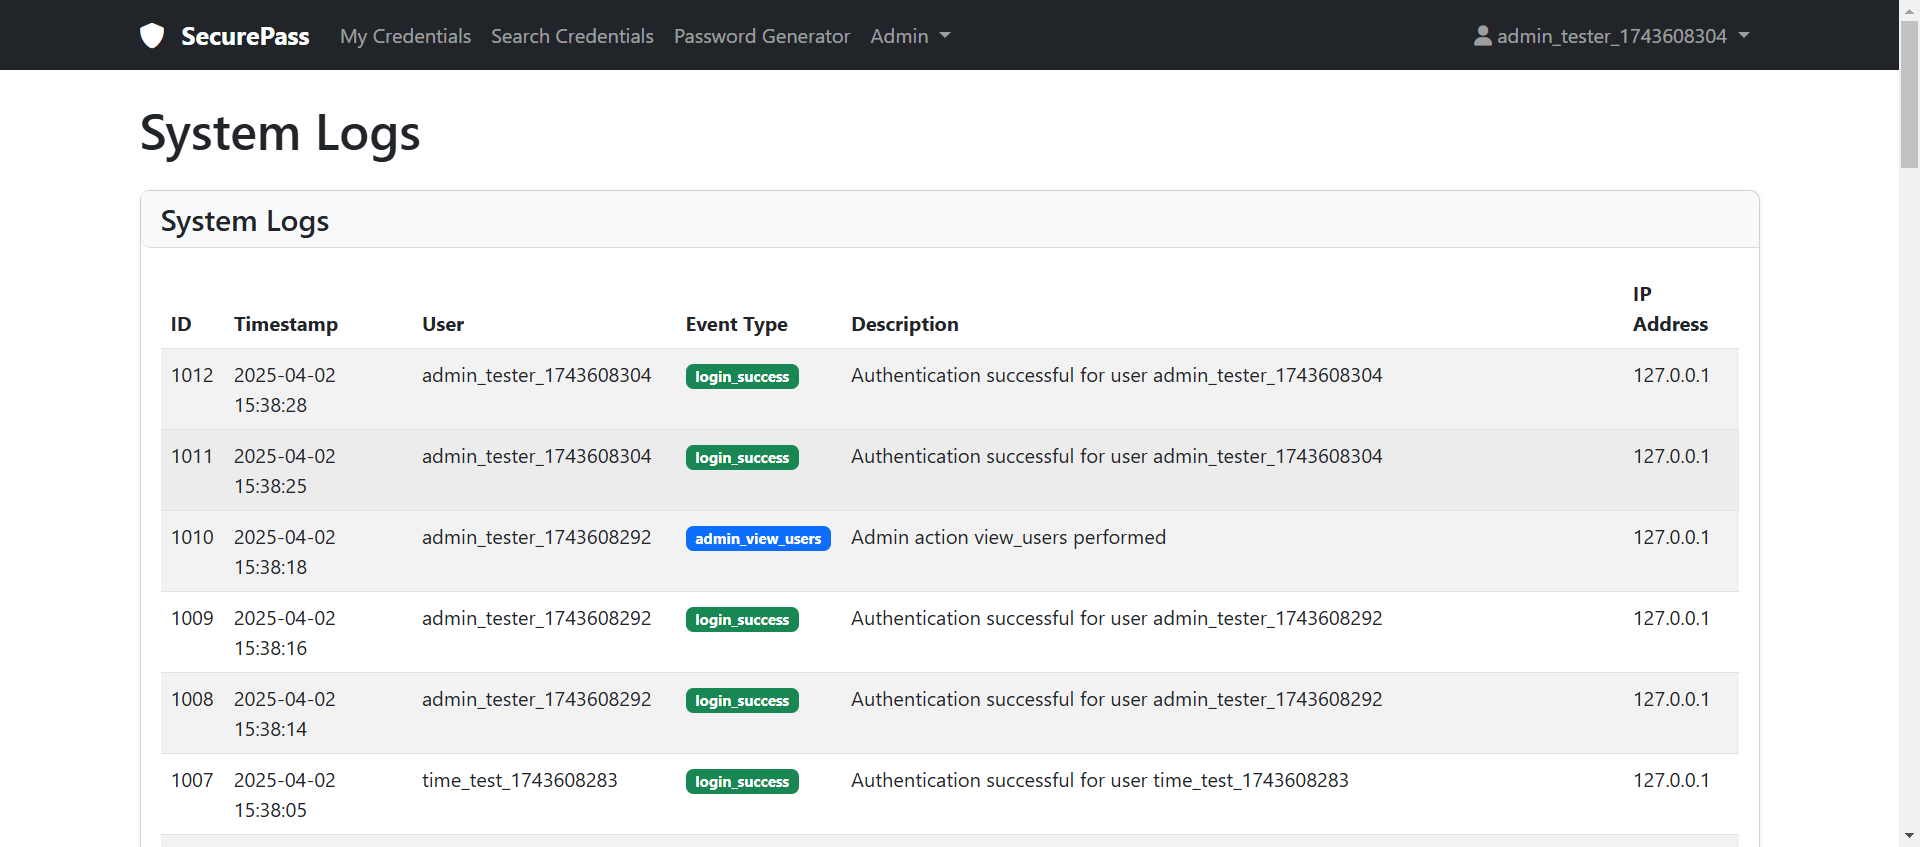 SecurePass My Credentials Search Credentials Password Generator Admin admin_tester_1743608304
System Logs
System Logs
ID Timestamp User Event Type Description IP Address
1012 2025-04-02 15:38:28 admin_tester_1743608304 login_success Authentication successful for user admin_tester_1743608304 127.0.0.1
1011 2025-04-02 15:38:25 admin_tester_1743608304 login_success Authentication successful for user admin_tester_1743608304 127.0.0.1
1010 2025-04-02 15:38:18 admin_tester_1743608292 admin_view_users Admin action view_users performed 127.0.0.1
1009 2025-04-02 15:38:16 admin_tester_1743608292 login_success Authentication successful for user admin_tester_1743608292 127.0.0.1
1008 2025-04-02 15:38:14 admin_tester_1743608292 login_success Authentication successful for user admin_tester_1743608292 127.0.0.1
1007 2025-04-02 15:38:05 time_test_1743608283 login_success Authentication successful for user time_test_1743608283 127.0.0.1